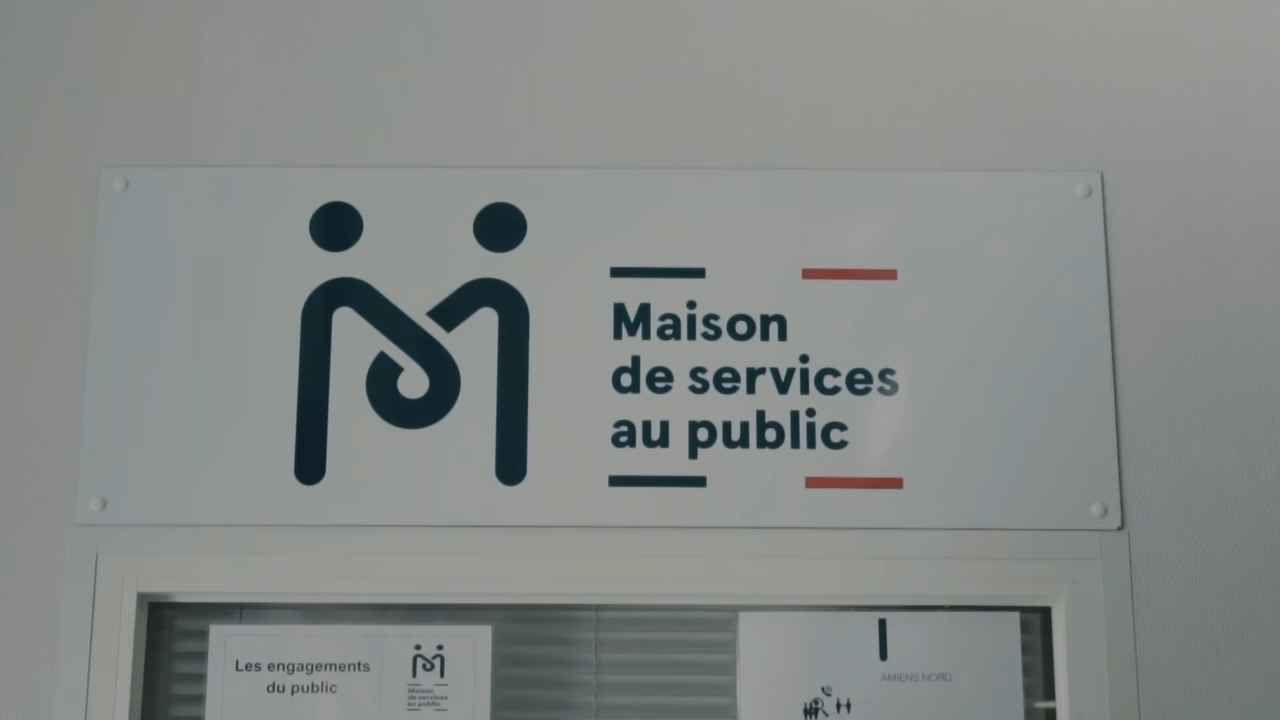 Maison
de services
au public
Les engagements
du public
Maison
de services
au public
AMIENS NORD